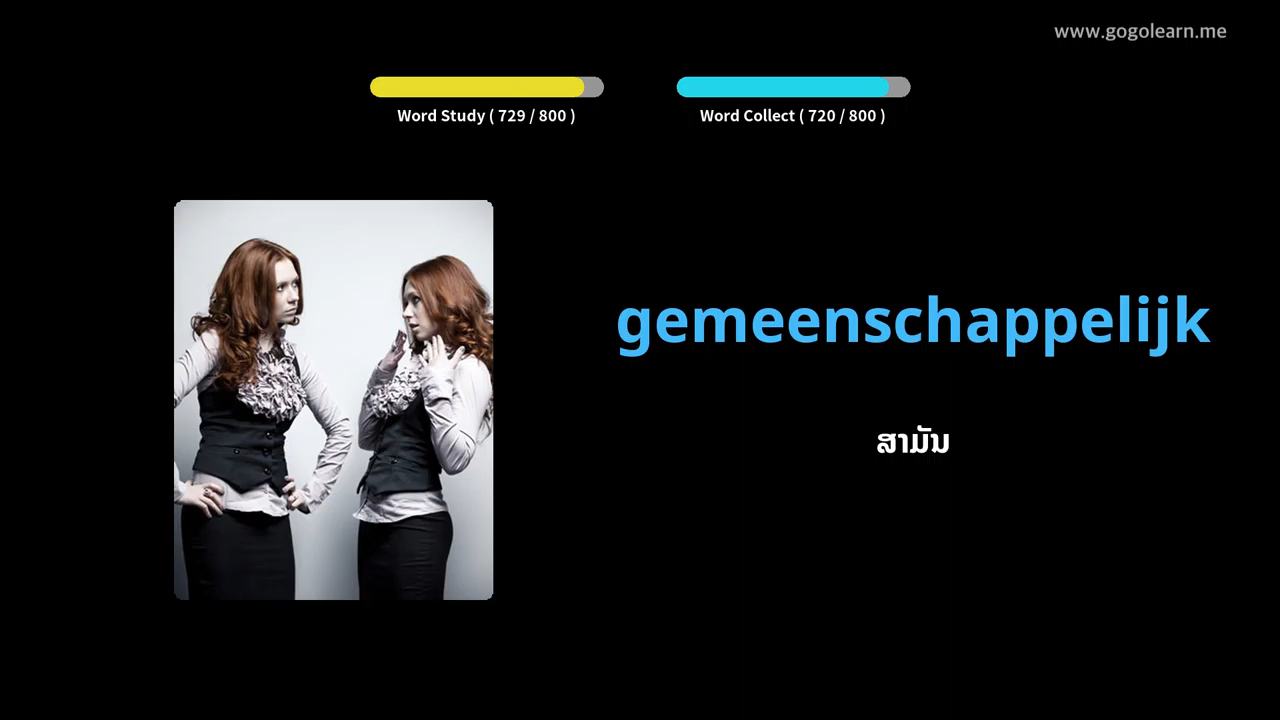 www.gogolearn.me
Word Study ( 729 / 800 )
Word Collect ( 720 / 800 )
gemeenschappelijk
ສາມັນ